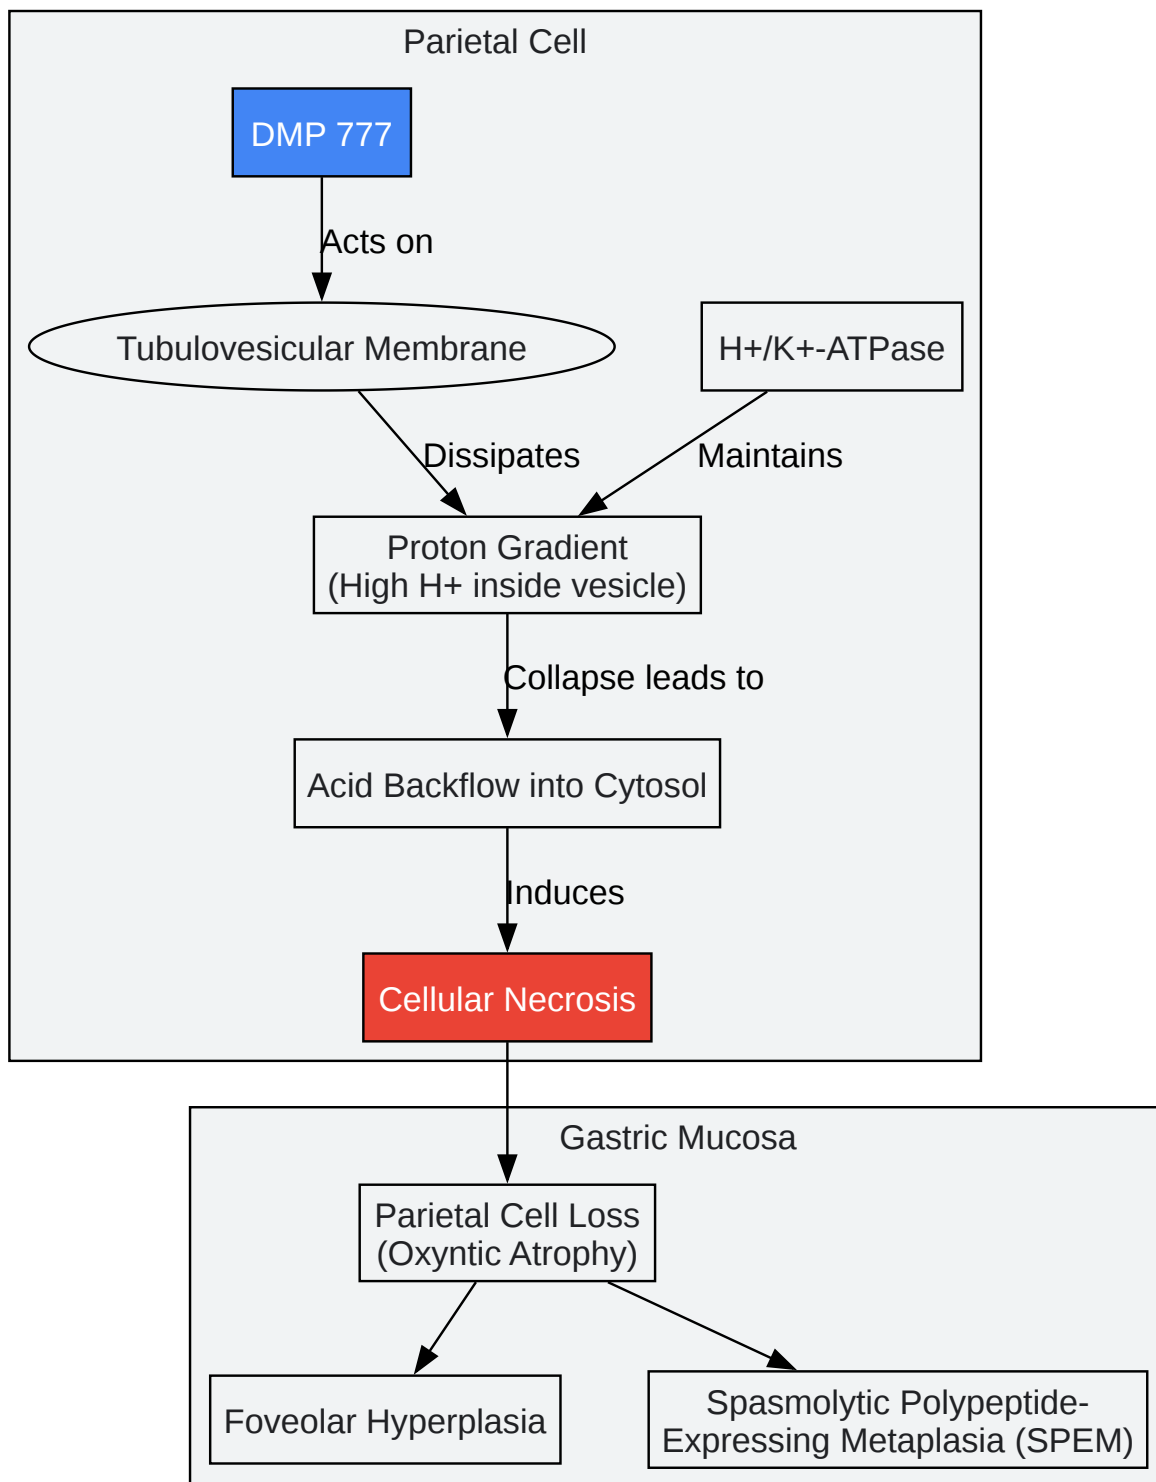 Parietal Cell
DMP 777
Acts on
Tubulovesicular Membrane
H+/K+-ATPase
Dissipates
Maintains
Proton Gradient
(High H+ inside vesicle)
Collapse leads to
Acid Backflow into Cytosol
Induces
Cellular Necrosis
Gastric Mucosa
Parietal Cell Loss
(Oxyntic Atrophy)
Foveolar Hyperplasia
Spasmolytic Polypeptide-
Expressing Metaplasia (SPEM)